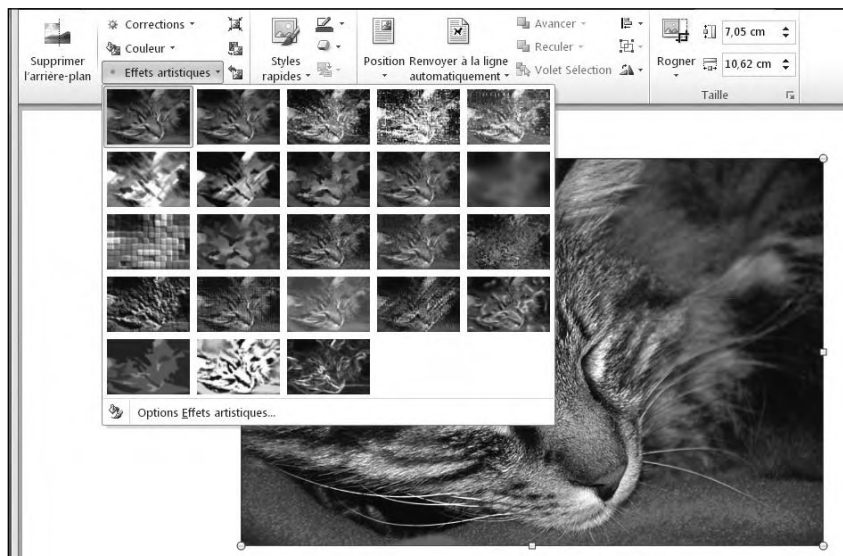 Supprimer
l'arrière-plan
Corrections
Couleur
Effets artistiques
Styles
rapides
Position
Renvoyer à la ligne
automatiquement
Avancer
Reculer
Volet Sélection
Rogner
7,05 cm
10,62 cm
Taille
Options Effets artistiques...